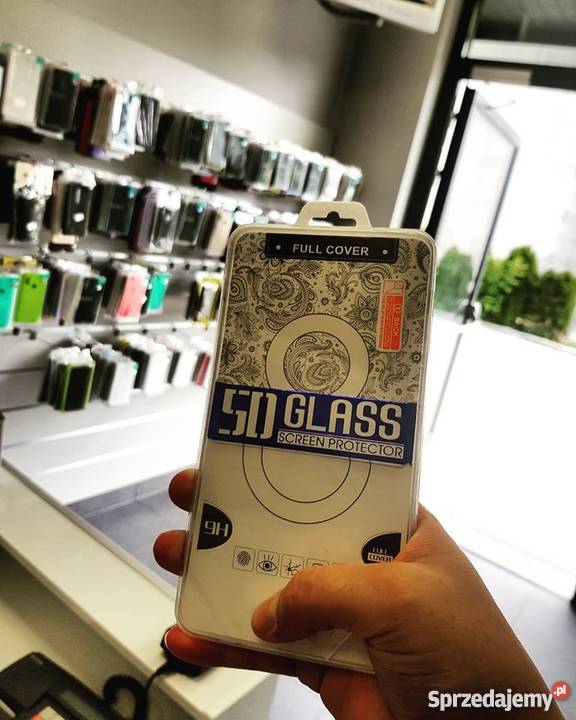 FULL COVER
5D GLASS
SCREEN PROTECTOR
9H
FULL
COVER
Sprzedajemy.pl